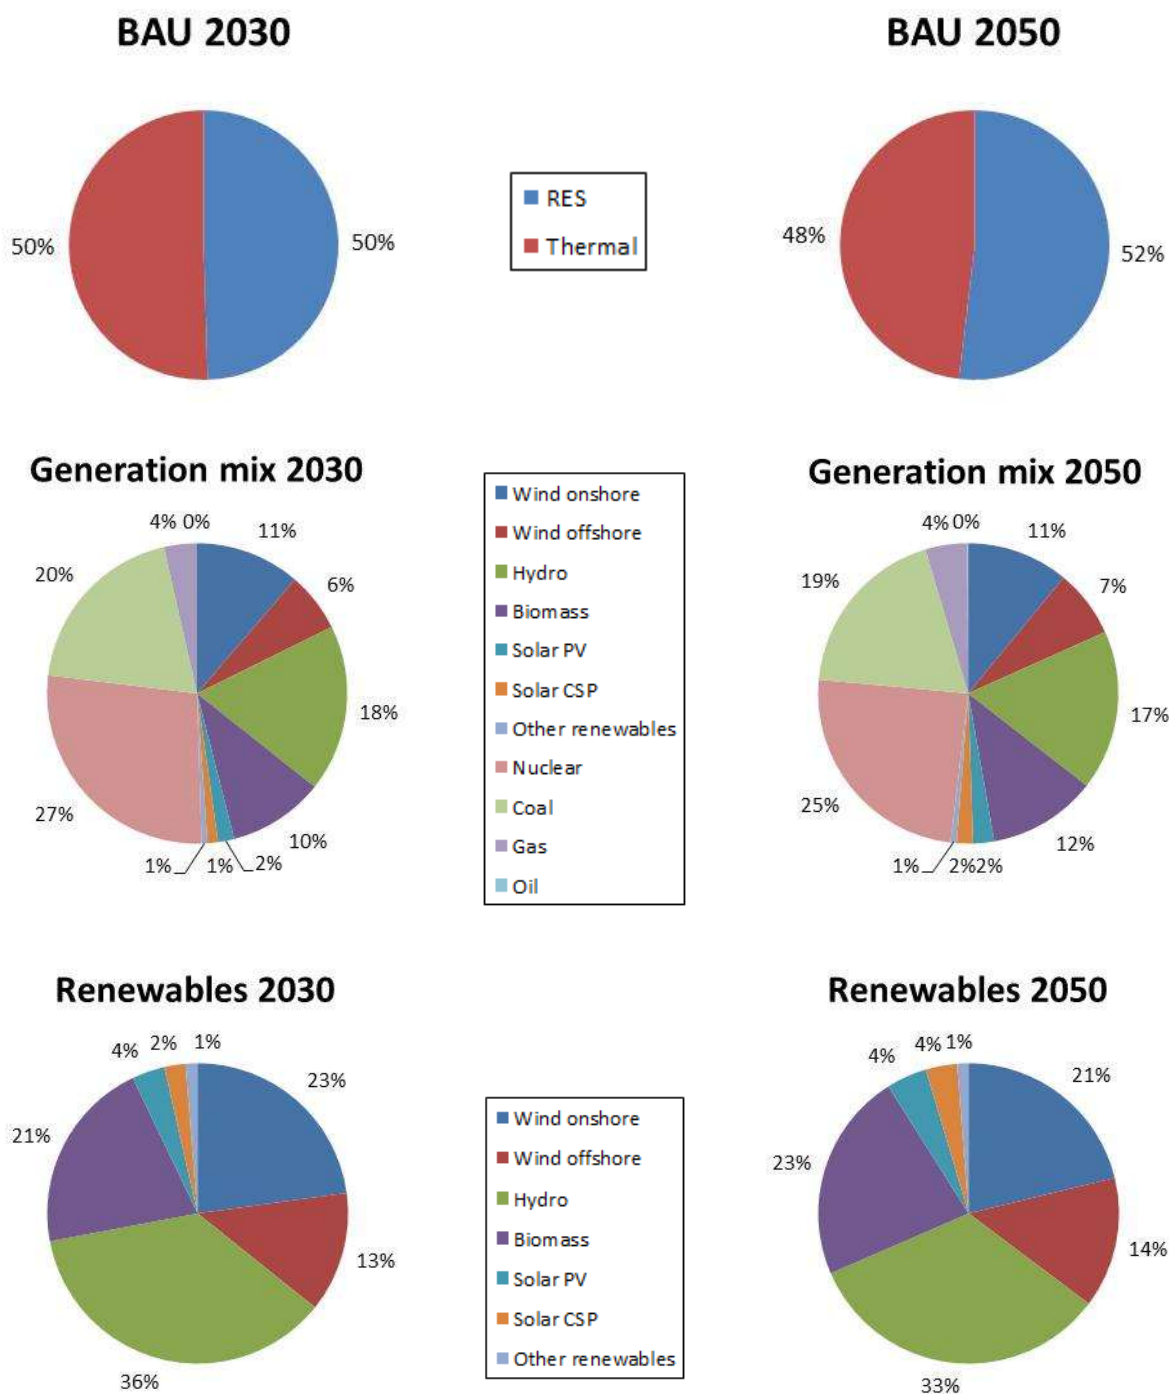 BAU 2030
BAU 2050
50%
50%
RES
Thermal
48%
52%
Generation mix 2030
4% 0%
11%
20%
6%
18%
27%
10%
1%
1%
2%
Wind onshore
Wind offshore
Hydro
Biomass
Solar PV
Solar CSP
Other renewables
Nuclear
Coal
Gas
Oil
Generation mix 2050
4% 0%
11%
19%
7%
17%
25%
12%
1%
2%2%
Renewables 2030
4%
2%
1%
23%
21%
13%
36%
Wind onshore
Wind offshore
Hydro
Biomass
Solar PV
Solar CSP
Other renewables
Renewables 2050
4%
4%
1%
21%
23%
14%
33%